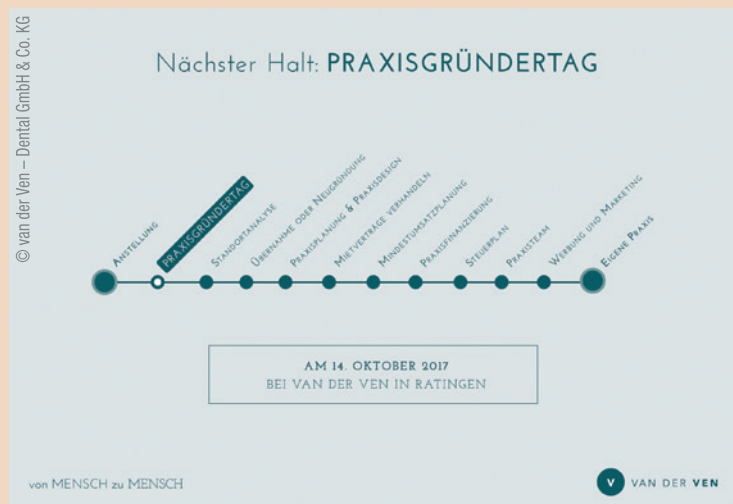 © van der Ven – Dental GmbH & Co. KG
Nächster Halt: PRAXISGRÜNDERTAG
ANSTELLUNG
PRAXISGRÜNDERTAG
STANDORTANALYSE
ÜBERNAHME ODER NEUGRÜNDUNG
PRAXISPLANUNG & PRAXISDESIGN
MIETVERTRÄGE VERHANDELN
MINDESTUMSATZPLANUNG
PRAXISFINANZIERUNG
STEUERPLAN
PRAXISTEAM
WERBUNG UND MARKETING
EIGENE PRAXIS
AM 14. OKTOBER 2017
BEI VAN DER VEN IN RATINGEN
von MENSCH zu MENSCH
V VAN DER VEN